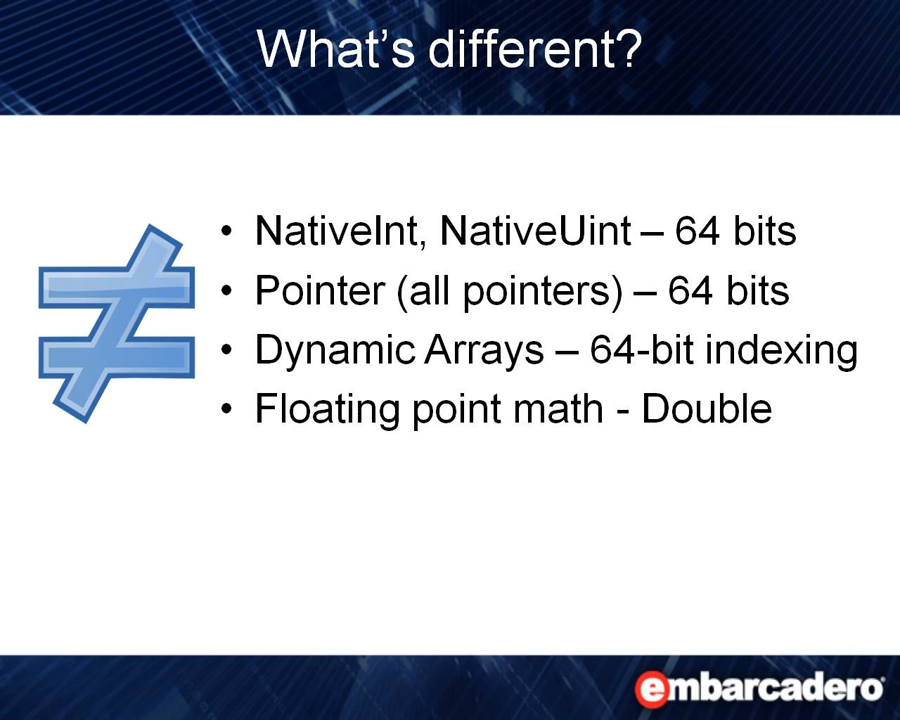 What’s different?
• NativeInt, NativeUint – 64 bits
• Pointer (all pointers) – 64 bits
• Dynamic Arrays – 64-bit indexing
• Floating point math - Double
embarcadero®